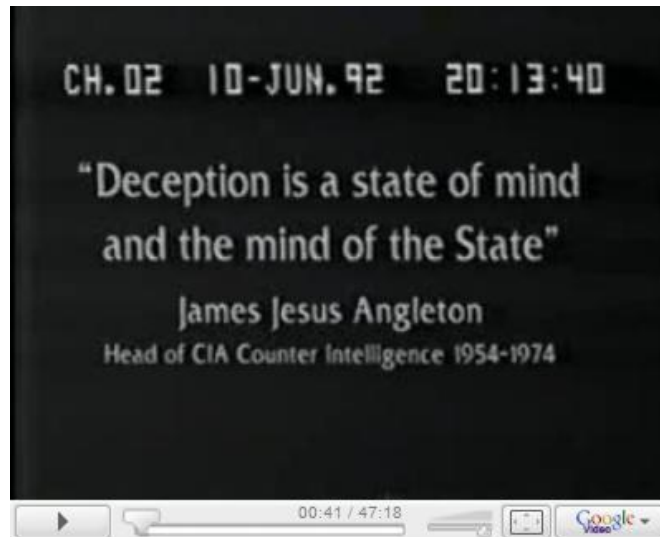 CH. 02 10-JUN. 92 20:13:40
“Deception is a state of mind
and the mind of the State”
James Jesus Angleton
Head of CIA Counter Intelligence 1954-1974
00:41 / 47:18
Google
Video